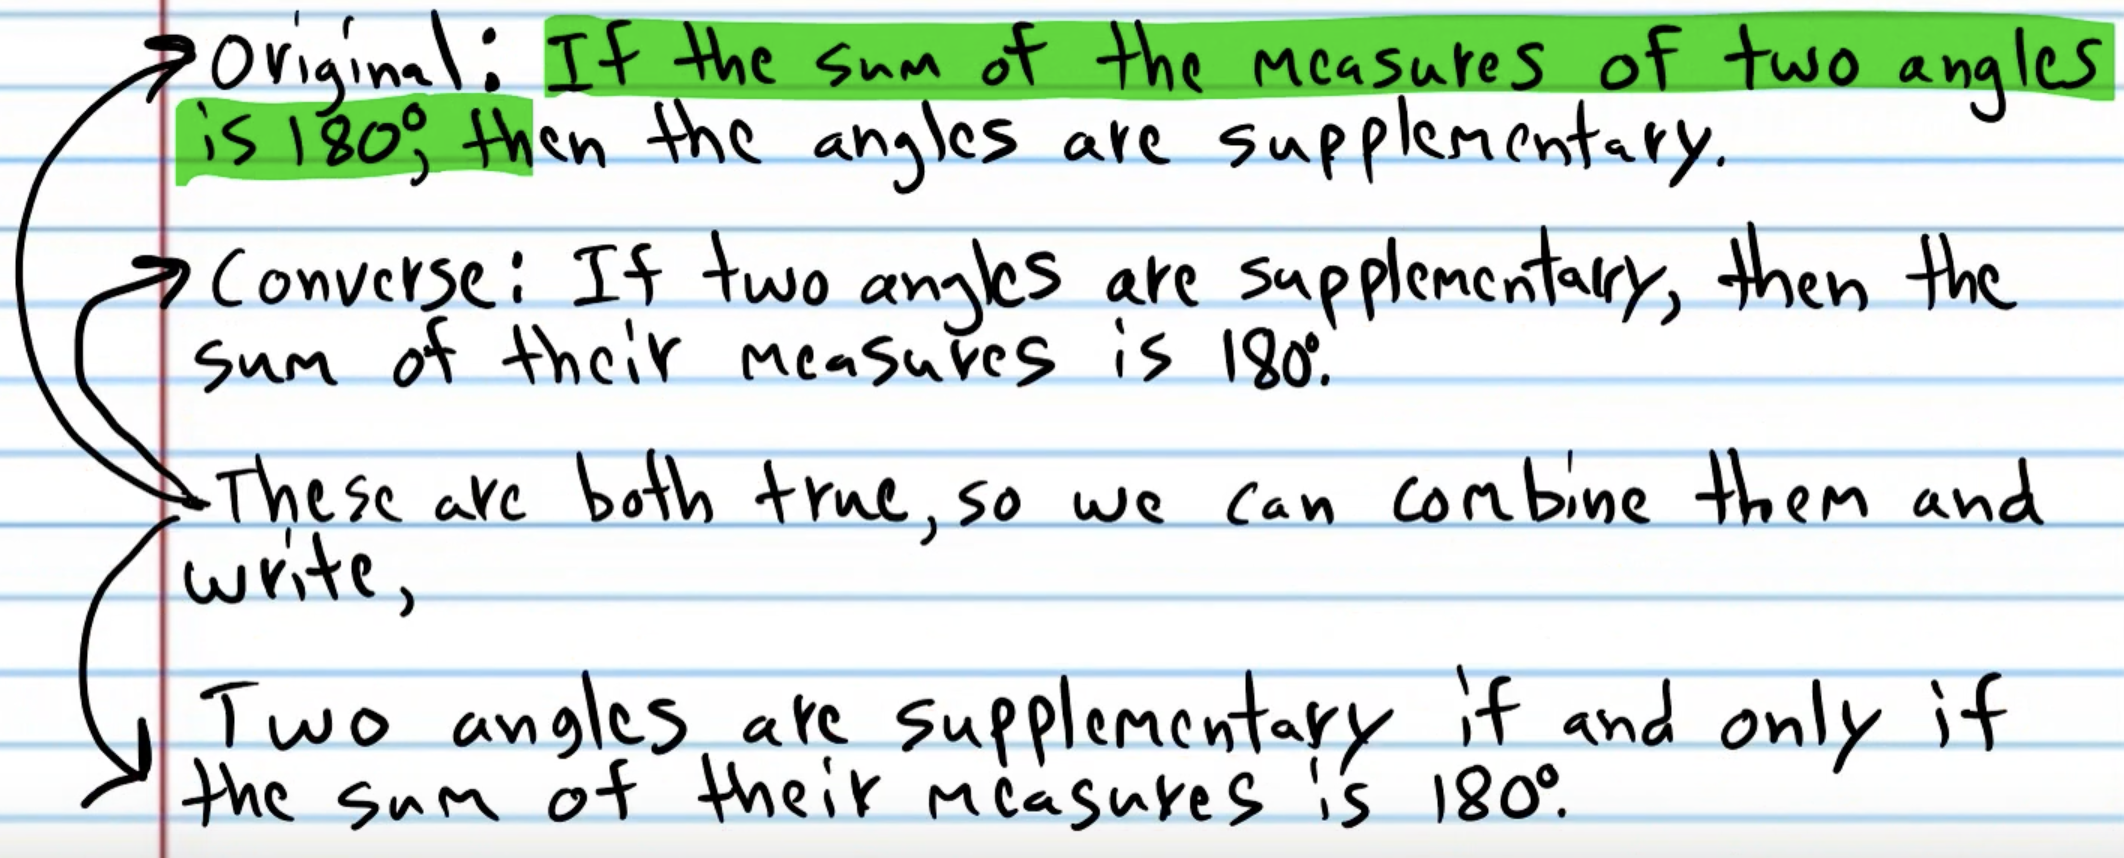 Original: If the sum of the measures of two angles
is 180°, then the angles are supplementary.
Converse: If two angles are supplementary, then the
sum of their measures is 180°.
These are both true, so we can combine them and
write,
Two angles are supplementary if and only if
the sum of their measures is 180°.